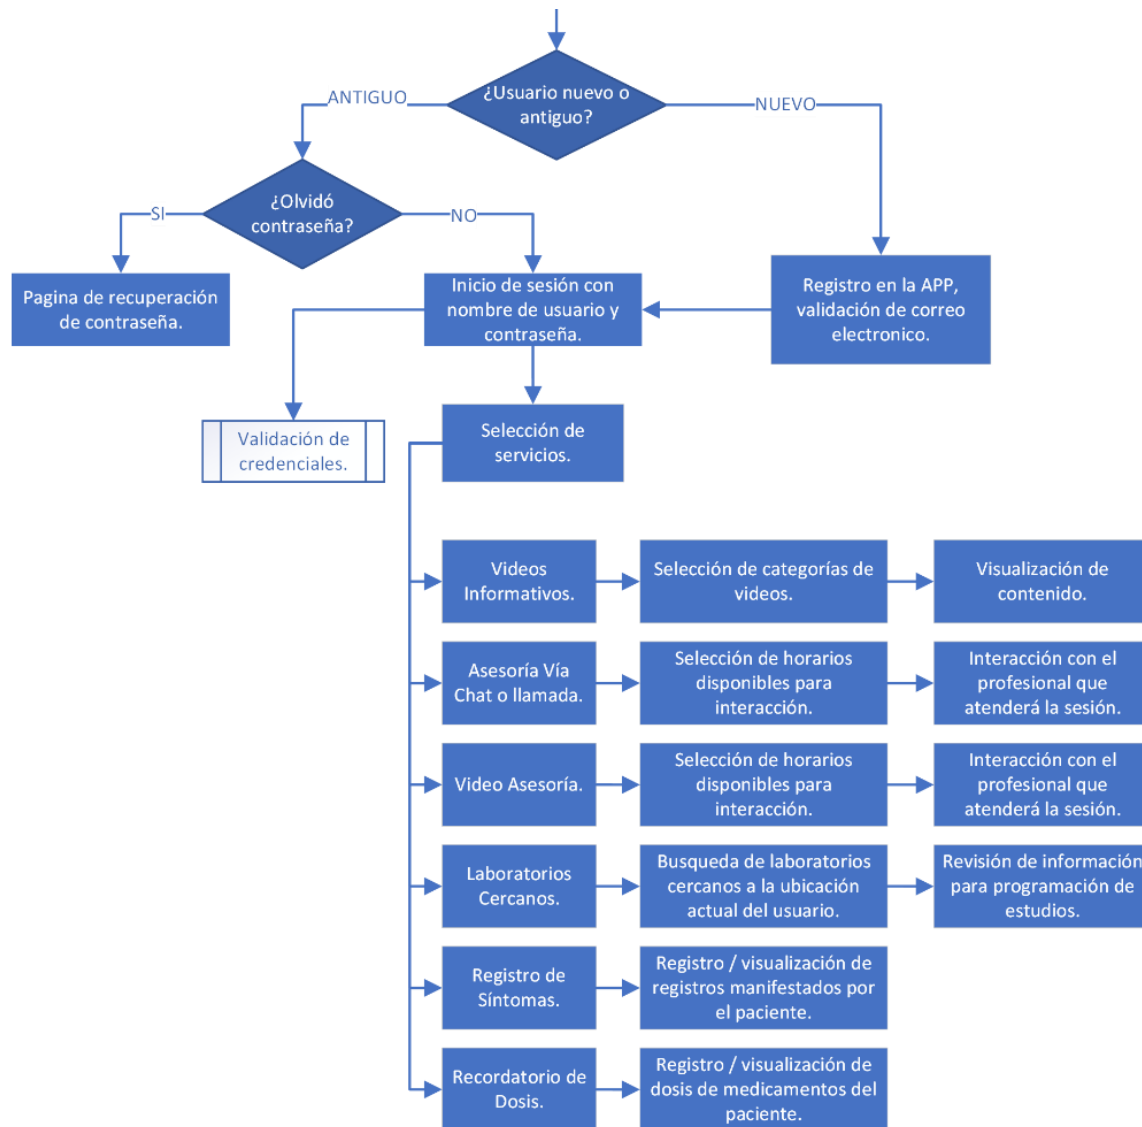 ¿Usuario nuevo o
antiguo?
ANTIGUO
NUEVO
¿Olvidó
contraseña?
SI
NO
Pagina de recuperación
de contraseña.
Inicio de sesión con
nombre de usuario y
contraseña.
Registro en la APP,
validación de correo
electronico.
Validación de
credenciales.
Selección de
servicios.
Videos
Informativos.
Selección de categorías de
videos.
Visualización de
contenido.
Asesoría Vía
Chat o llamada.
Selección de horarios
disponibles para
interacción.
Interacción con el
profesional que
atenderá la sesión.
Video Asesoría.
Selección de horarios
disponibles para
interacción.
Interacción con el
profesional que
atenderá la sesión.
Laboratorios
Cercanos.
Busqueda de laboratorios
cercanos a la ubicación
actual del usuario.
Revisión de información
para programación de
estudios.
Registro de
Síntomas.
Registro / visualización de
registros manifestados por
el paciente.
Recordatorio de
Dosis.
Registro / visualización de
dosis de medicamentos del
paciente.